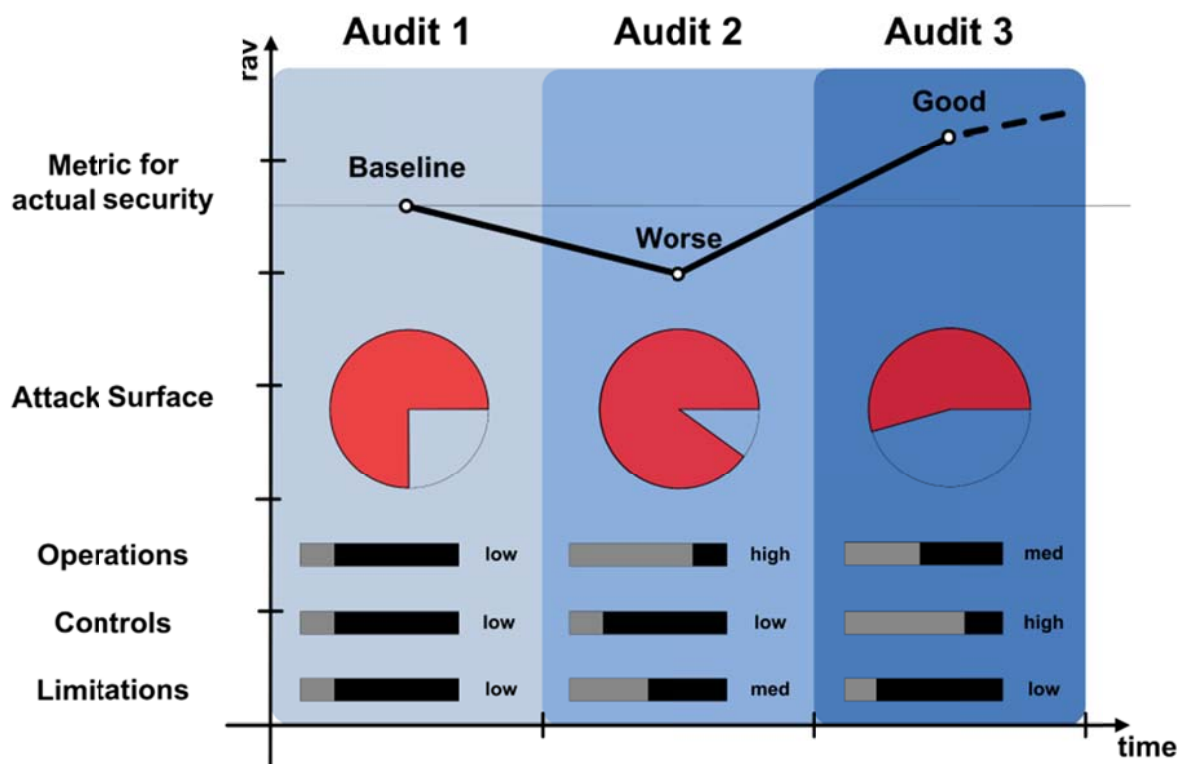 Audit 1
Audit 2
Audit 3
rav
Good
Metric for
actual security
Baseline
Worse
Attack Surface
Operations
low
high
med
Controls
low
low
high
Limitations
low
med
low
time